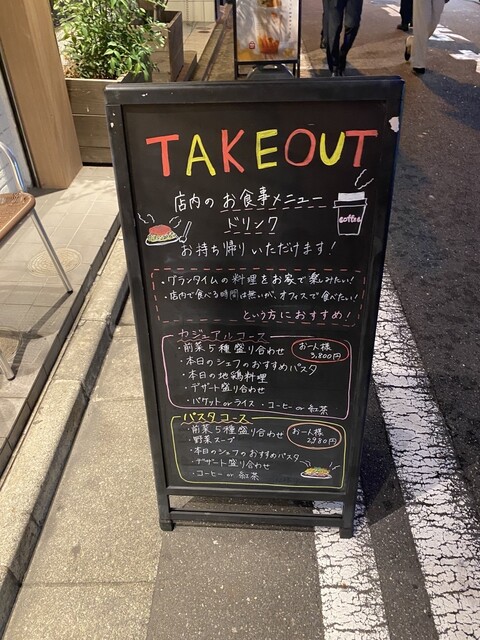 TAKEOUT
店内の お食事メニュー
ドリンク
お持ち帰りいただけます!
coffee
・グランタイムの料理をお家で楽しみたい!
・店内で食べる時間は無いが、オフィスで食べたい!
という方におすすめ!
カジュアルコース
・前菜5種盛り合わせ
お一人様
3,800円
・本日のシェフのおすすめパスタ
・本日の地鶏料理
・デザート盛り合わせ
・バケットorライス ・コーヒーor紅茶
パスタコース
・前菜5種盛り合わせ
お一人様
2980円
・野菜スープ
・本日のシェフのおすすめパスタ
・デザート盛り合わせ
・コーヒーor紅茶